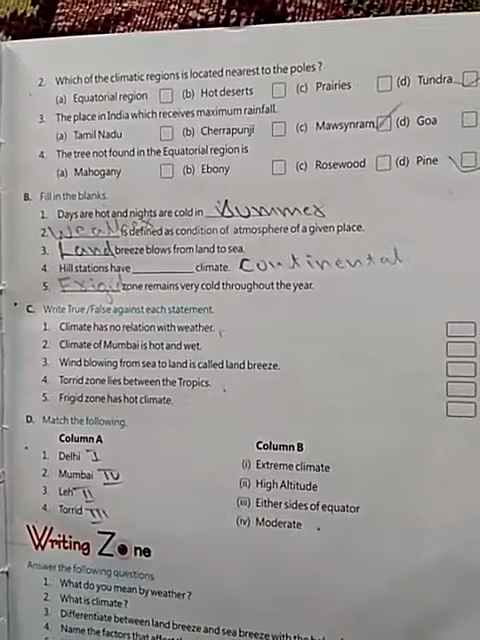 2. Which of the climatic regions is located nearest to the poles ?
(a) Equatorial region (b) Hot deserts (c) Prairies (d) Tundra
3. The place in India which receives maximum rainfall.
(a) Tamil Nadu (b) Cherrapunji (c) Mawsynram (d) Goa
4. The tree not found in the Equatorial region is
(a) Mahogany (b) Ebony (c) Rosewood (d) Pine
B. Fill in the blanks.
1. Days are hot and nights are cold in Summer
2. Weather is defined as condition of atmosphere of a given place.
3. Land breeze blows from land to sea.
4. Hill stations have ________ climate. Continental
5. Frigid zone remains very cold throughout the year.
C. Write True /False against each statement.
1. Climate has no relation with weather.
2. Climate of Mumbai is hot and wet.
3. Wind blowing from sea to land is called land breeze.
4. Torrid zone lies between the Tropics.
5. Frigid zone has hot climate.
D. Match the following.
Column A Column B
1. Delhi I (i) Extreme climate
2. Mumbai IV (ii) High Altitude
3. Leh II (iii) Either sides of equator
4. Torrid III (iv) Moderate
Writing Zone
Answer the following questions.
1. What do you mean by weather ?
2. What is climate ?
3. Differentiate between land breeze and sea breeze with the
4. Name the factors that